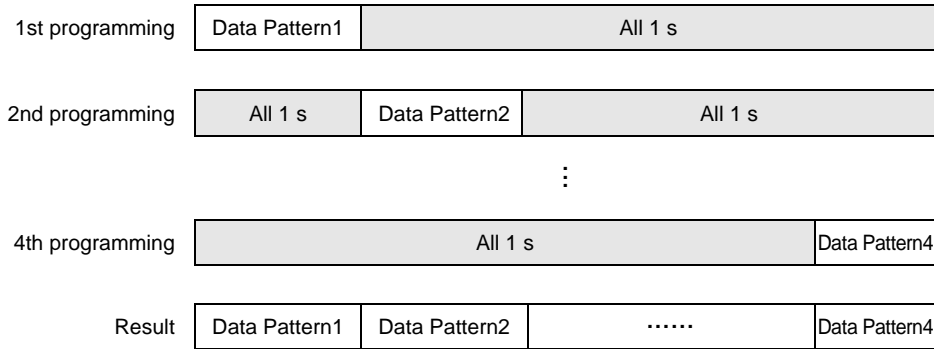 1st programming Data Pattern1 All 1 s
2nd programming All 1 s Data Pattern2 All 1 s
⋮
4th programming All 1 s Data Pattern4
Result Data Pattern1 Data Pattern2 ...... Data Pattern4